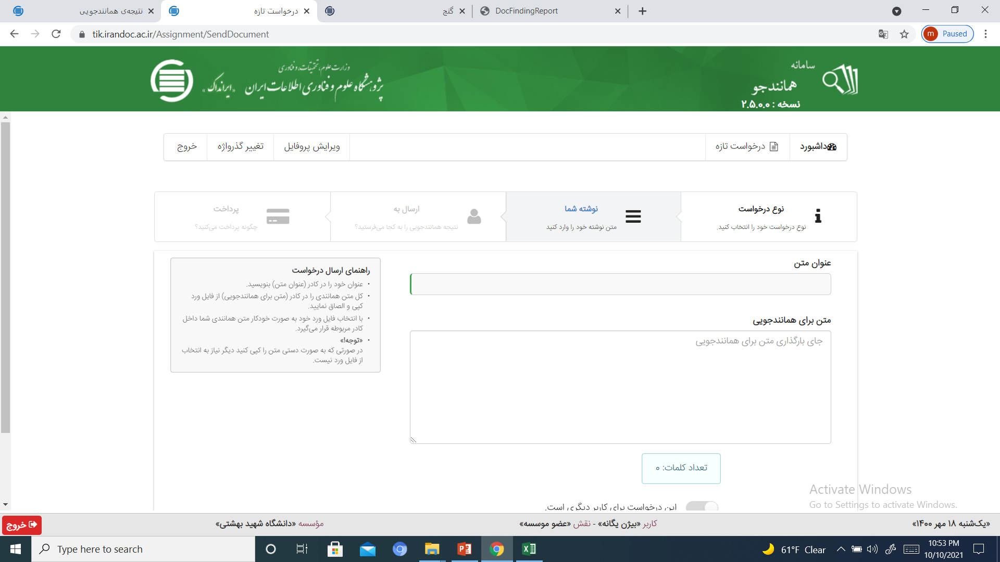 نتیجه‌ی همانندجویی
درخواست تازه
گنج
DocFindingReport
tik.irandoc.ac.ir/Assignment/SendDocument
m Paused
وزارت علوم، تحقیقات، و فناوری
پژوهشگاه علوم و فناوری اطلاعات ایران «ایرانداک»
سامانه
همانندجو
نسخه : ۲.۵.۰.۰
داشبورد
درخواست تازه
ویرایش پروفایل
تغییر گذرواژه
خروج
نوع درخواست
نوع درخواست خود را انتخاب کنید.
نوشته شما
متن نوشته خود را وارد کنید
ارسال به
نتیجه همانندجویی را به کجا می‌فرستید؟
پرداخت
چگونه پرداخت می‌کنید؟
عنوان متن
متن برای همانندجویی
جای بارگذاری متن برای همانندجویی
تعداد کلمات: ۰
این درخواست برای کاربر دیگری است.
راهنمای ارسال درخواست
• عنوان خود را در کادر (عنوان متن) بنویسید.
• کل متن همانندی را در کادر (متن برای همانندجویی) از فایل ورد
کپی و الصاق نمایید.
• با انتخاب فایل ورد خود به صورت خودکار متن همانندی شما داخل
کادر مربوطه قرار می‌گیرد.
• «توجه!»
در صورتی که به صورت دستی متن را کپی کنید دیگر نیاز به انتخاب
از فایل ورد نیست.
Activate Windows
Go to Settings to activate Windows.
«یک‌شنبه ۱۸ مهر ۱۴۰۰»
کاربر «بیژن یگانه» - نقش «عضو موسسه»
مؤسسه «دانشگاه شهید بهشتی»
خروج
Type here to search
61°F Clear
10:53 PM
10/10/2021